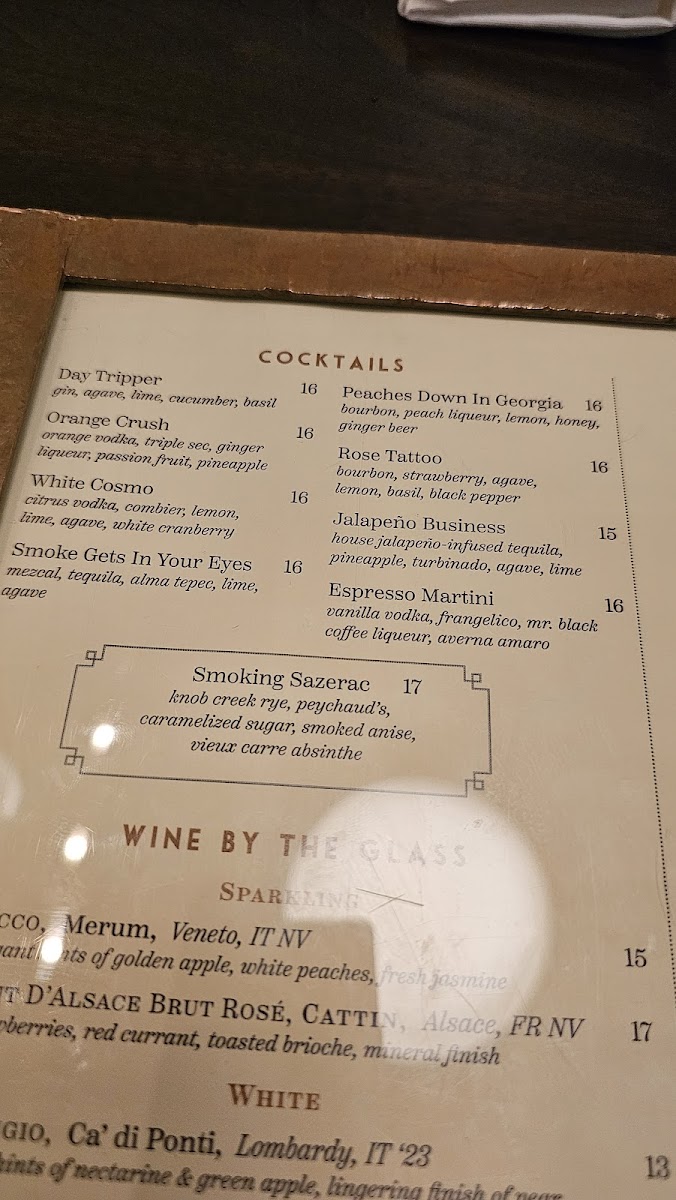 COCKTAILS
Day Tripper 16
gin, agave, lime, cucumber, basil
Orange Crush 16
orange vodka, triple sec, ginger
liqueur, passion fruit, pineapple
White Cosmo 16
citrus vodka, combier, lemon,
lime, agave, white cranberry
Smoke Gets In Your Eyes 16
mezcal, tequila, alma tepec, lime,
agave
Peaches Down In Georgia 16
bourbon, peach liqueur, lemon, honey,
ginger beer
Rose Tattoo 16
bourbon, strawberry, agave,
lemon, basil, black pepper
Jalapeño Business 15
house jalapeño-infused tequila,
pineapple, turbinado, agave, lime
Espresso Martini 16
vanilla vodka, frangelico, mr. black
coffee liqueur, averna amaro
Smoking Sazerac 17
knob creek rye, peychaud's,
caramelized sugar, smoked anise,
vieux carre absinthe
WINE BY THE GLASS
SPARKLING
Merum, Veneto, IT NV 15
of golden apple, white peaches, fresh jasmine
D'ALSACE BRUT ROSÉ, CATTIN, Alsace, FR NV 17
red currant, toasted brioche, mineral finish
WHITE
Ca' di Ponti, Lombardy, IT '23 13
hints of nectarine & green apple, lingering finish of pear